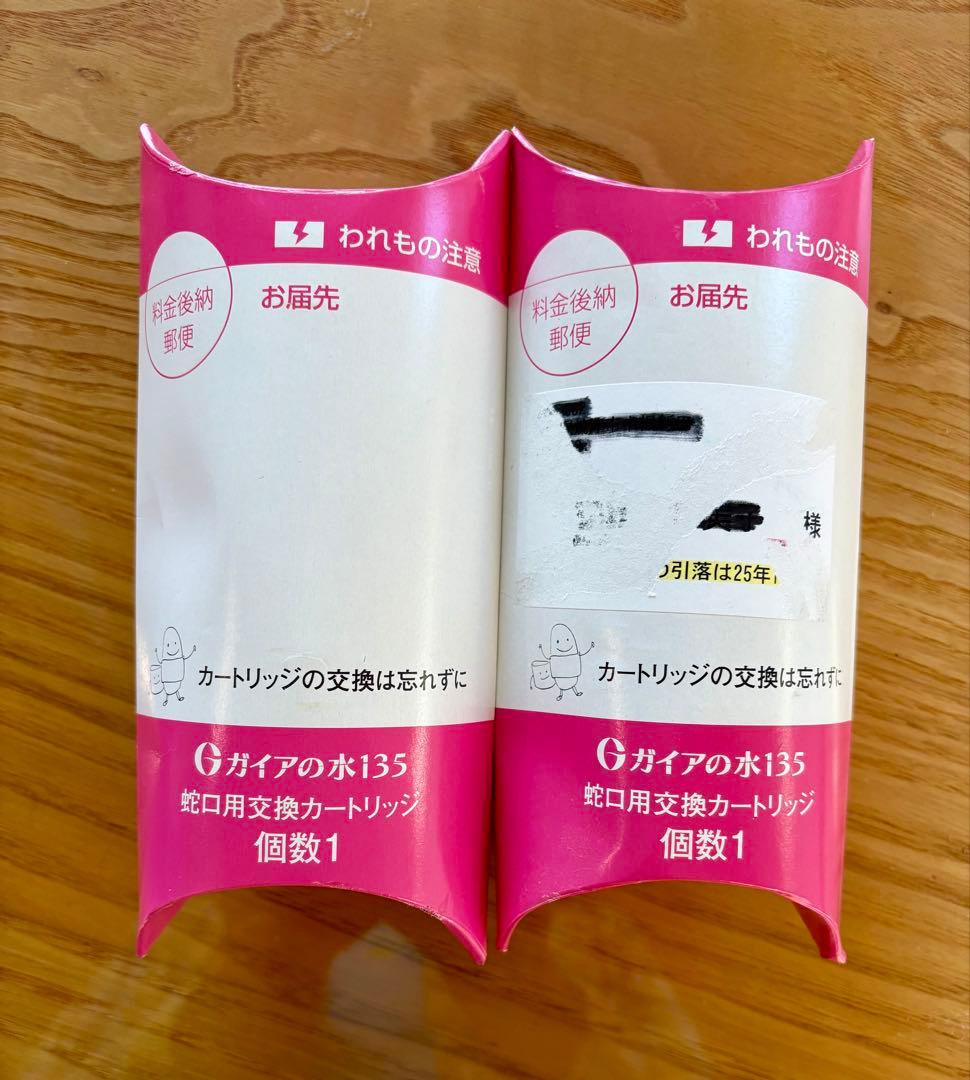 われもの注意
料金後納
郵便
お届先
カートリッジの交換は忘れずに
Gガイアの水135
蛇口用交換カートリッジ
個数1
われもの注意
料金後納
郵便
お届先
様
引落は25年
カートリッジの交換は忘れずに
Gガイアの水135
蛇口用交換カートリッジ
個数1